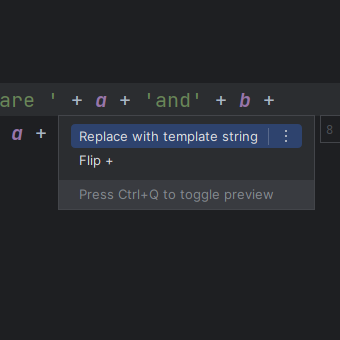 are ' + a + 'and' + b +
a +
8
Replace with template string
Flip +
Press Ctrl+Q to toggle preview